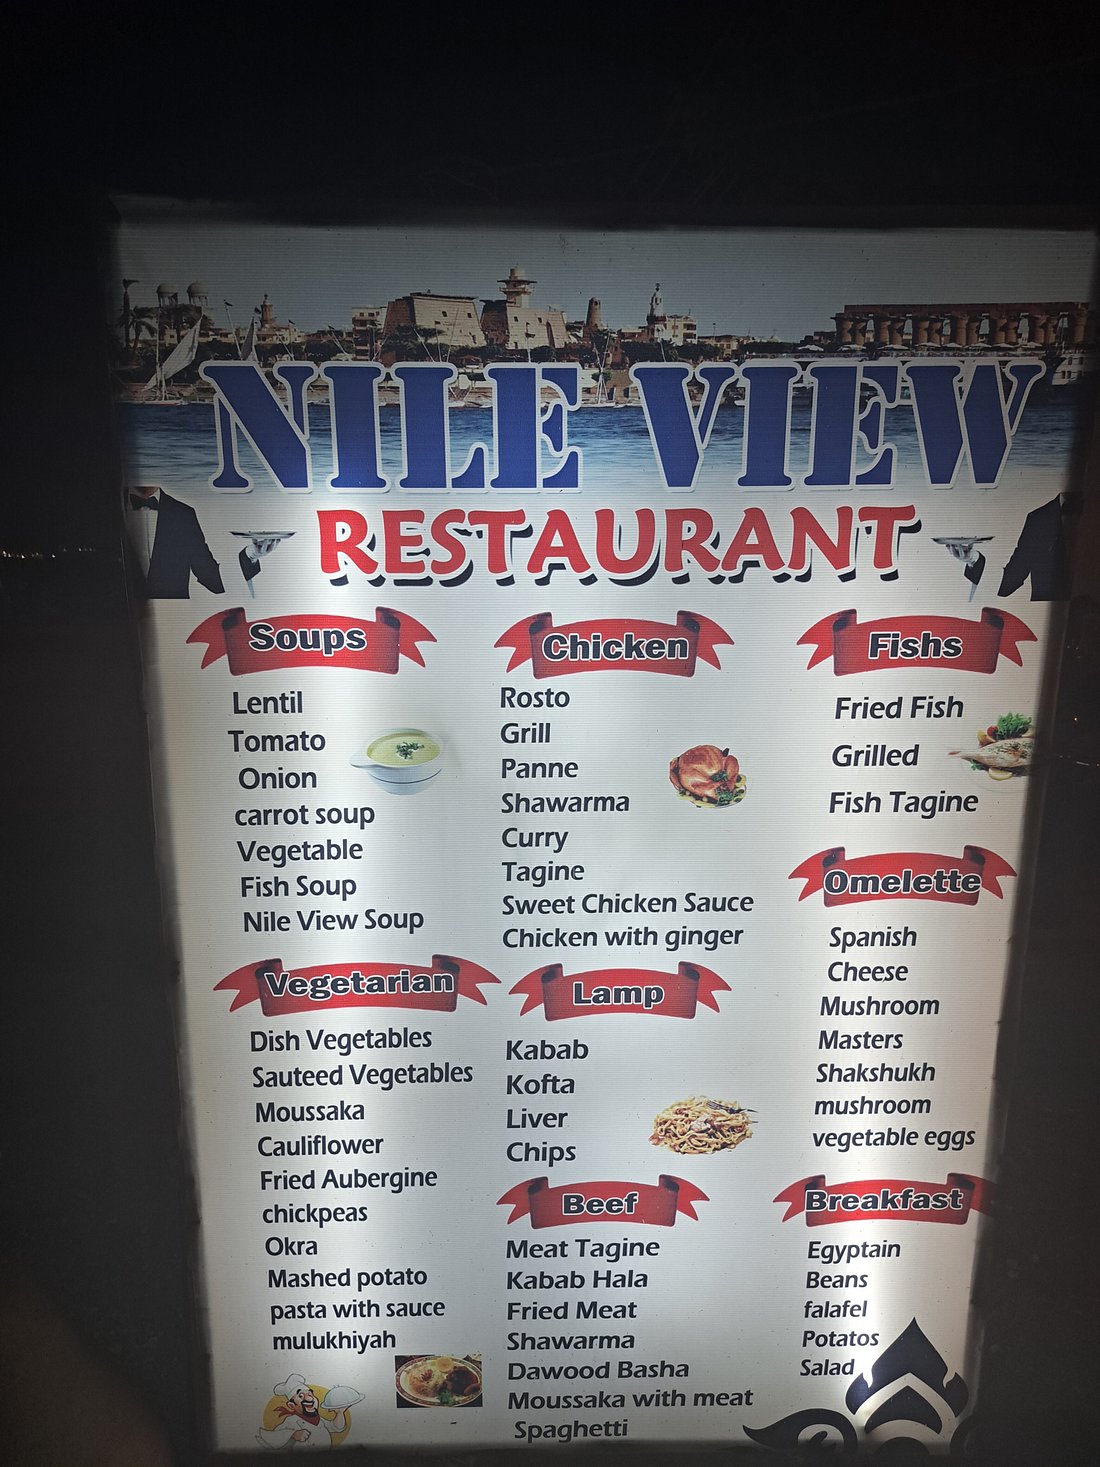 NILE VIEW
RESTAURANT
Soups
Lentil
Tomato
Onion
carrot soup
Vegetable
Fish Soup
Nile View Soup
Vegetarian
Dish Vegetables
Sauteed Vegetables
Moussaka
Cauliflower
Fried Aubergine
chickpeas
Okra
Mashed potato
pasta with sauce
mulukhiyah
Chicken
Rosto
Grill
Panne
Shawarma
Curry
Tagine
Sweet Chicken Sauce
Chicken with ginger
Lamp
Kabab
Kofta
Liver
Chips
Beef
Meat Tagine
Kabab Hala
Fried Meat
Shawarma
Dawood Basha
Moussaka with meat
Spaghetti
Fishs
Fried Fish
Grilled
Fish Tagine
Omelette
Spanish
Cheese
Mushroom
Masters
Shakshukh
mushroom
vegetable eggs
Breakfast
Egyptain
Beans
falafel
Potatos
Salad